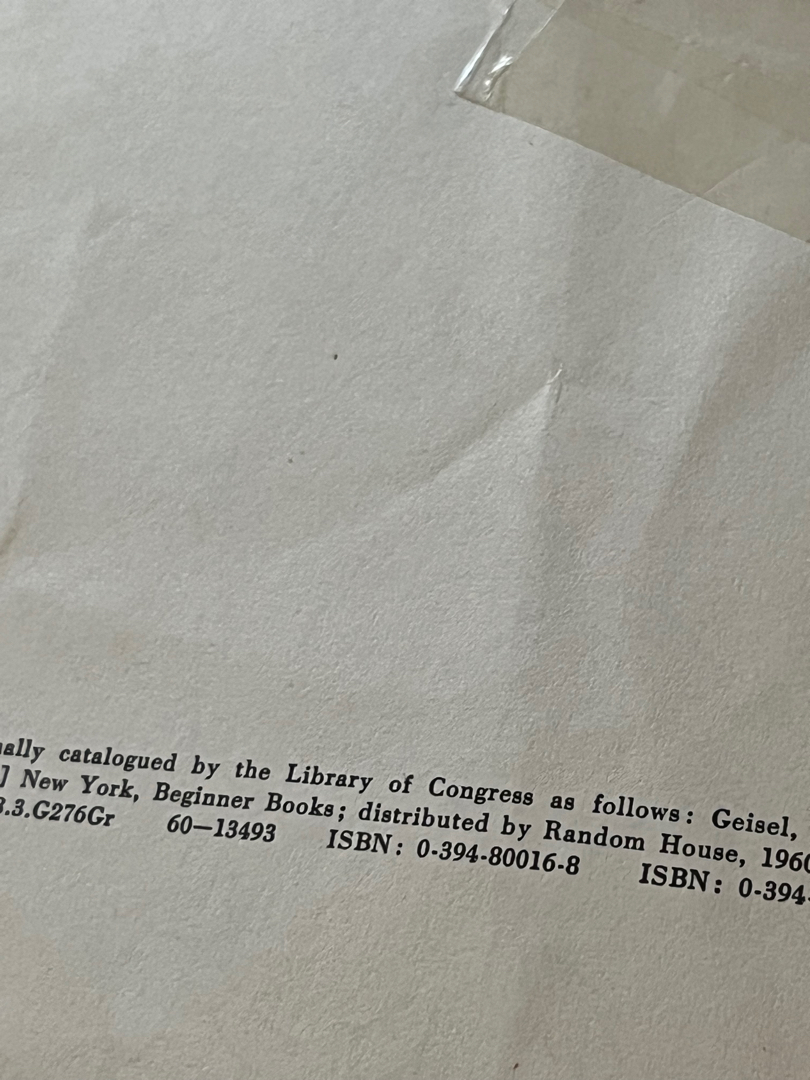 ally catalogued by the Library of Congress as follows: Geisel,
] New York, Beginner Books; distributed by Random House, 1960
3.3.G276Gr 60—13493 ISBN: 0-394-80016-8 ISBN: 0-394-